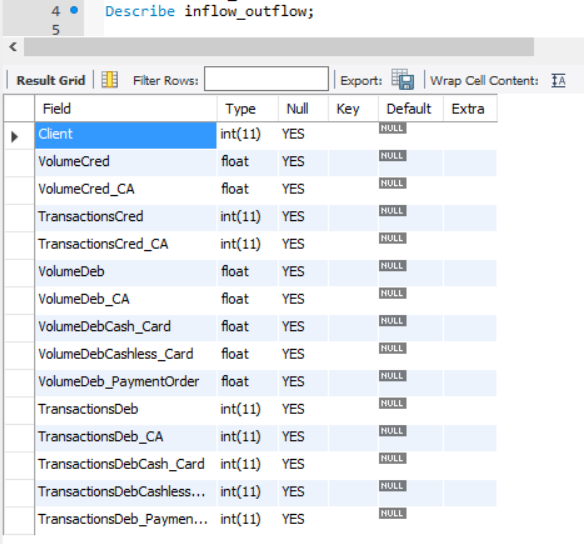 4 Describe inflow_outflow;
5
Result Grid Filter Rows: Export: Wrap Cell Content: IA
Field Type Null Key Default Extra
Client int(11) YES NULL
VolumeCred float YES NULL
VolumeCred_CA float YES NULL
TransactionsCred int(11) YES NULL
TransactionsCred_CA int(11) YES NULL
VolumeDeb float YES NULL
VolumeDeb_CA float YES NULL
VolumeDebCash_Card float YES NULL
VolumeDebCashless_Card float YES NULL
VolumeDeb_PaymentOrder float YES NULL
TransactionsDeb int(11) YES NULL
TransactionsDeb_CA int(11) YES NULL
TransactionsDebCash_Card int(11) YES NULL
TransactionsDebCashless... int(11) YES NULL
TransactionsDeb_Paymen... int(11) YES NULL